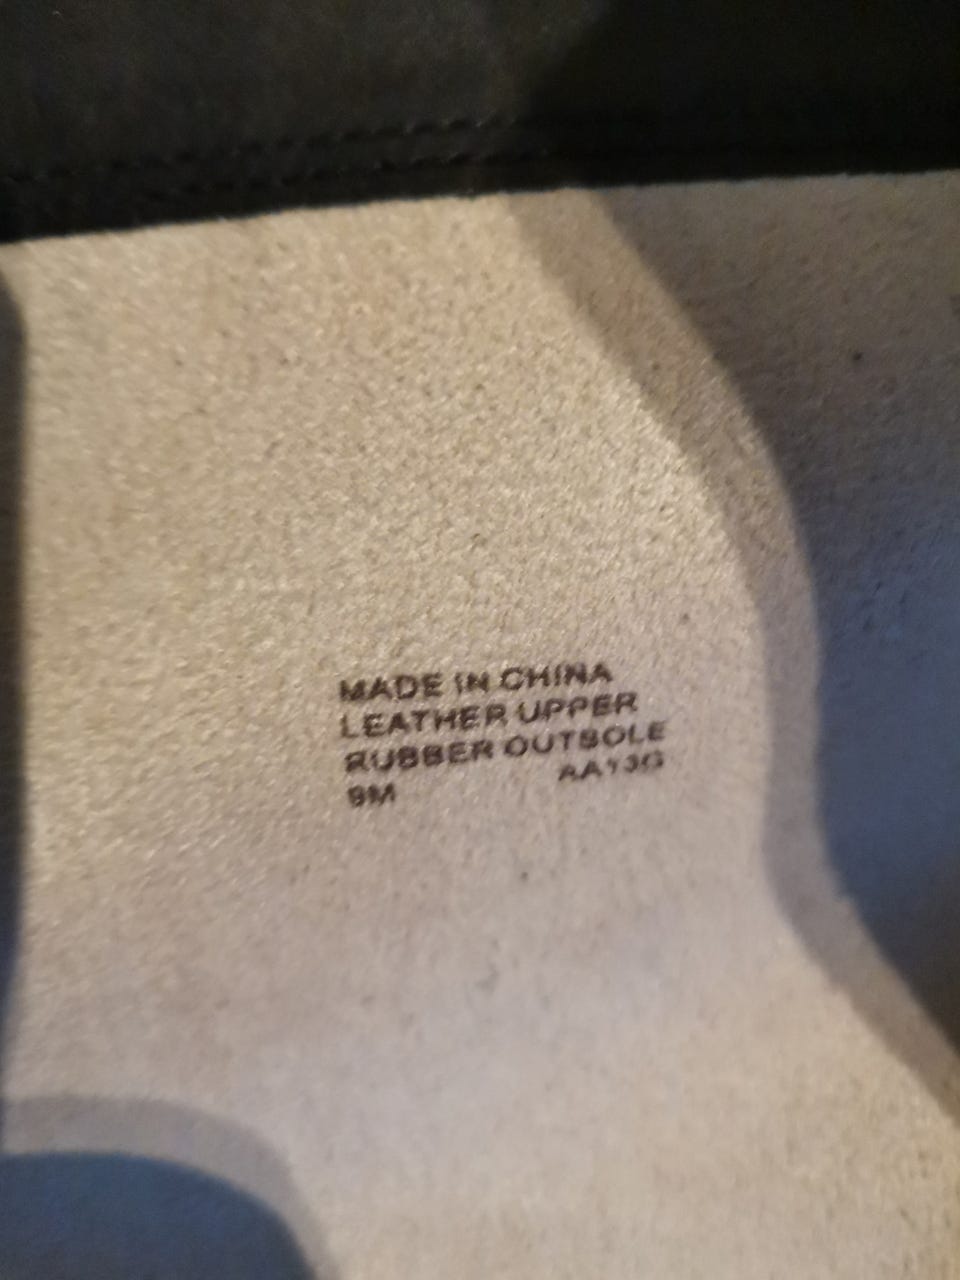 MADE IN CHINA
LEATHER UPPER
RUBBER OUTSOLE
9M AA13G